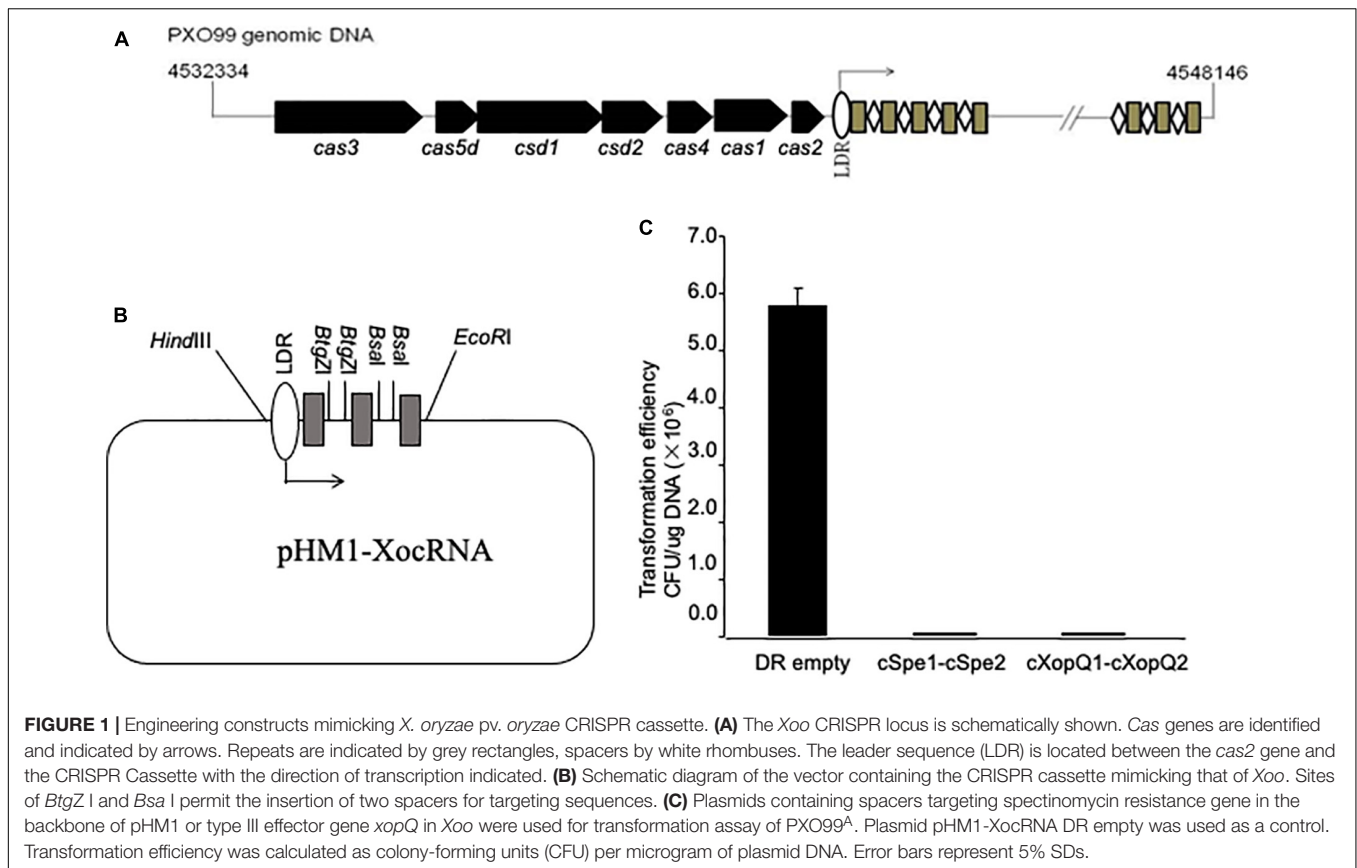 A
PXO99 genomic DNA
4532334
4548146
cas3
cas5d
csd1
csd2
cas4
cas1
cas2
LDR
B
HindIII
LDR
BtgZI
BtgZI
BsaI
BsaI
EcoRI
pHM1-XocRNA
C
Transformation efficiency
CFU/ug DNA (×10⁶)
7.0
6.0
5.0
4.0
3.0
2.0
1.0
0.0
DR empty
cSpe1-cSpe2
cXopQ1-cXopQ2
FIGURE 1 | Engineering constructs mimicking X. oryzae pv. oryzae CRISPR cassette. (A) The Xoo CRISPR locus is schematically shown. Cas genes are identified
and indicated by arrows. Repeats are indicated by grey rectangles, spacers by white rhombuses. The leader sequence (LDR) is located between the cas2 gene and
the CRISPR Cassette with the direction of transcription indicated. (B) Schematic diagram of the vector containing the CRISPR cassette mimicking that of Xoo. Sites
of BtgZ I and Bsa I permit the insertion of two spacers for targeting sequences. (C) Plasmids containing spacers targeting spectinomycin resistance gene in the
backbone of pHM1 or type III effector gene xopQ in Xoo were used for transformation assay of PXO99ᴬ. Plasmid pHM1-XocRNA DR empty was used as a control.
Transformation efficiency was calculated as colony-forming units (CFU) per microgram of plasmid DNA. Error bars represent 5% SDs.